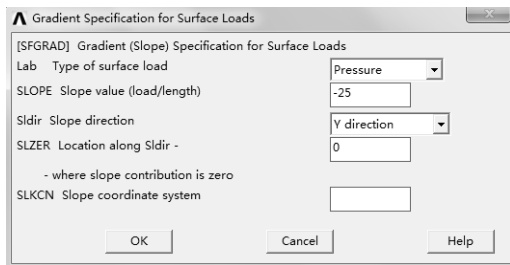 Gradient Specification for Surface Loads
[SFGRAD] Gradient (Slope) Specification for Surface Loads
Lab Type of surface load Pressure
SLOPE Slope value (load/length) -25
Sldir Slope direction Y direction
SLZER Location along Sldir - 0
- where slope contribution is zero
SLKCN Slope coordinate system
OK Cancel Help